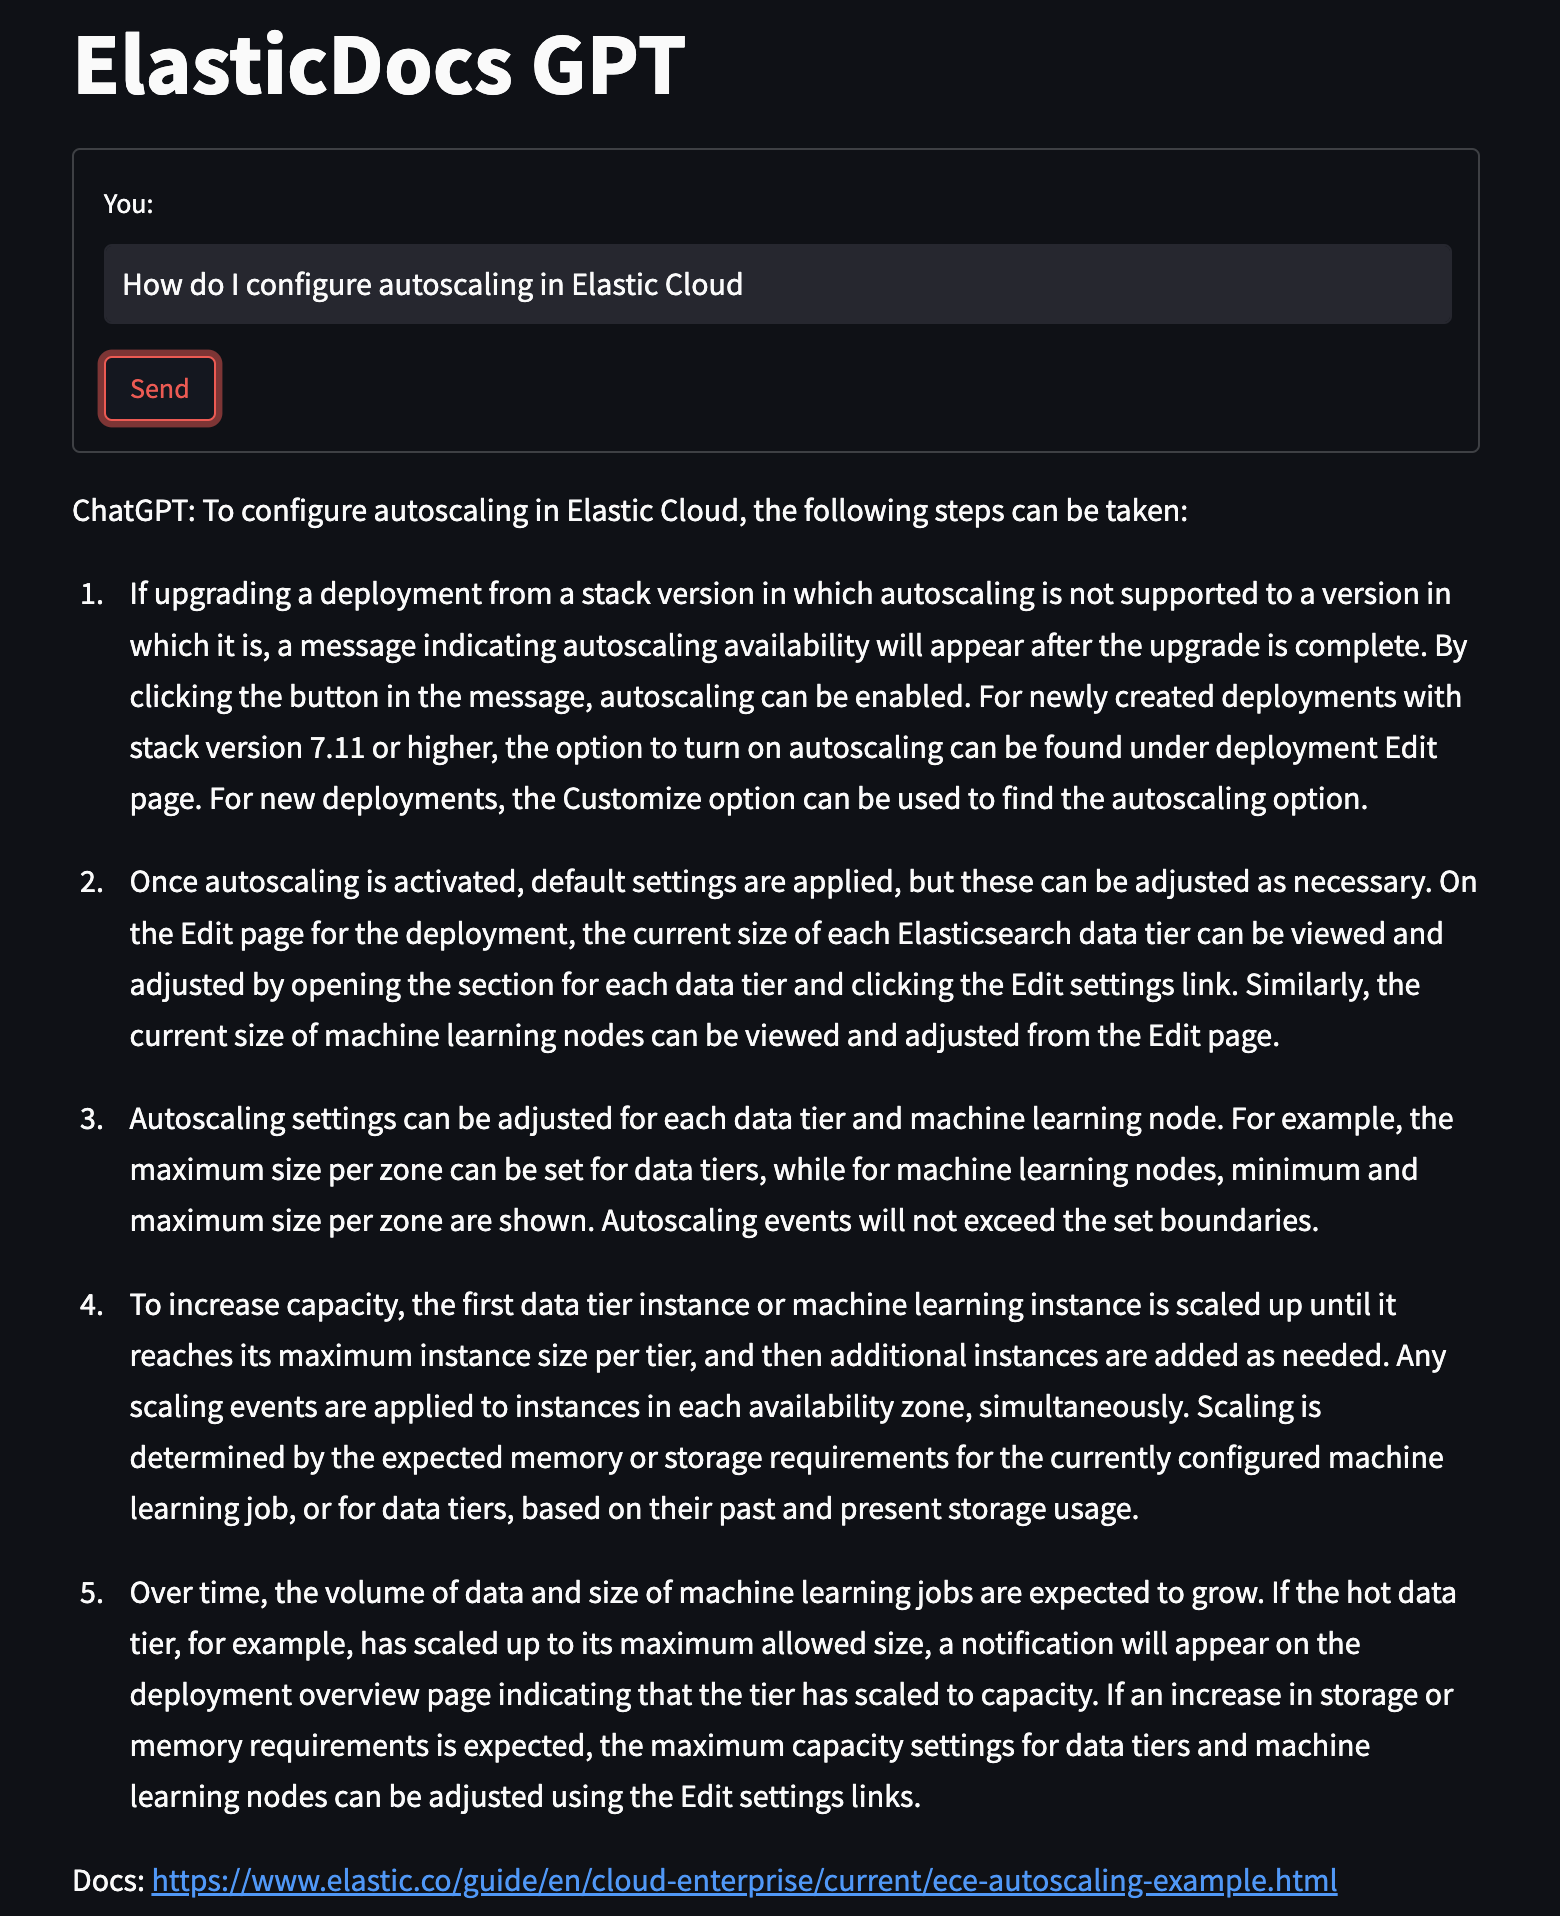 ElasticDocs GPT
You:
How do I configure autoscaling in Elastic Cloud
Send
ChatGPT: To configure autoscaling in Elastic Cloud, the following steps can be taken:
1. If upgrading a deployment from a stack version in which autoscaling is not supported to a version in
which it is, a message indicating autoscaling availability will appear after the upgrade is complete. By
clicking the button in the message, autoscaling can be enabled. For newly created deployments with
stack version 7.11 or higher, the option to turn on autoscaling can be found under deployment Edit
page. For new deployments, the Customize option can be used to find the autoscaling option.
2. Once autoscaling is activated, default settings are applied, but these can be adjusted as necessary. On
the Edit page for the deployment, the current size of each Elasticsearch data tier can be viewed and
adjusted by opening the section for each data tier and clicking the Edit settings link. Similarly, the
current size of machine learning nodes can be viewed and adjusted from the Edit page.
3. Autoscaling settings can be adjusted for each data tier and machine learning node. For example, the
maximum size per zone can be set for data tiers, while for machine learning nodes, minimum and
maximum size per zone are shown. Autoscaling events will not exceed the set boundaries.
4. To increase capacity, the first data tier instance or machine learning instance is scaled up until it
reaches its maximum instance size per tier, and then additional instances are added as needed. Any
scaling events are applied to instances in each availability zone, simultaneously. Scaling is
determined by the expected memory or storage requirements for the currently configured machine
learning job, or for data tiers, based on their past and present storage usage.
5. Over time, the volume of data and size of machine learning jobs are expected to grow. If the hot data
tier, for example, has scaled up to its maximum allowed size, a notification will appear on the
deployment overview page indicating that the tier has scaled to capacity. If an increase in storage or
memory requirements is expected, the maximum capacity settings for data tiers and machine
learning nodes can be adjusted using the Edit settings links.
Docs: https://www.elastic.co/guide/en/cloud-enterprise/current/ece-autoscaling-example.html